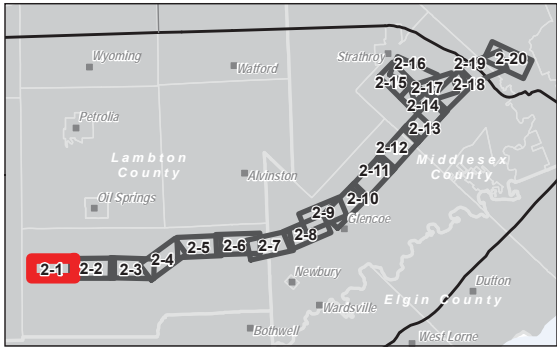 Wyoming
Watford
Strathroy
2-16
2-19
2-20
2-15
2-17
2-18
2-14
Petrolia
2-13
Lambton
County
2-12
Middlesex
County
2-11
Alvinston
2-10
Oil Springs
2-9
Glencoe
2-8
2-7
2-6
2-5
2-4
2-3
2-2
2-1
Newbury
Dutton
Elgin County
Wardsville
Bothwell
West Lorne